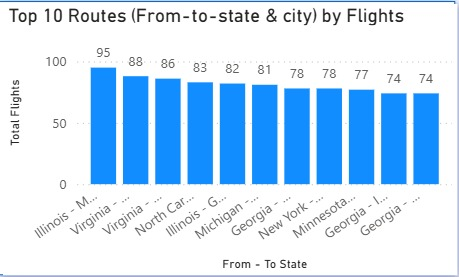 Top 10 Routes (From-to-state & city) by Flights
Total Flights
100
50
0
95
88
86
83
82
81
78
78
77
74
74
Illinois - M...
Virginia - ...
Virginia - ...
North Car...
Illinois - G...
Michigan - ...
Georgia - ...
New York - ...
Minnesota...
Georgia - I...
Georgia - ...
From - To State